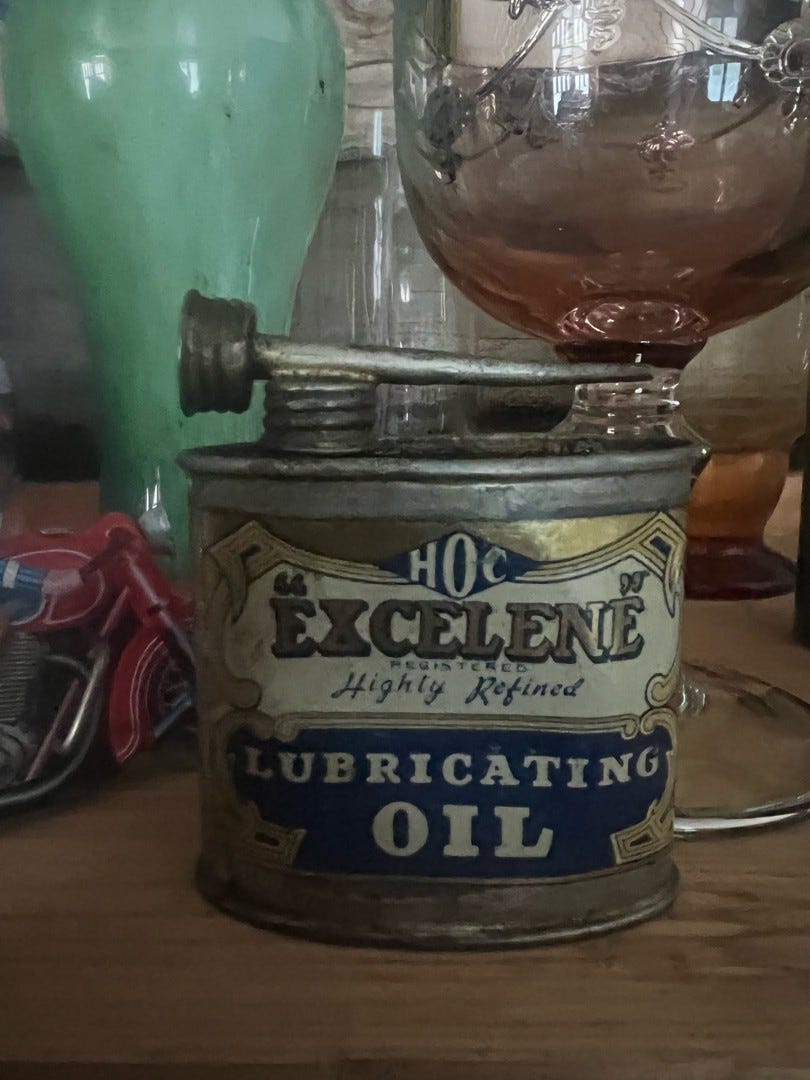 HOC
"EXCELENE"
REGISTERED
Highly Refined
LUBRICATING
OIL